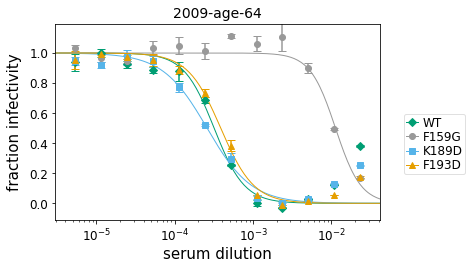 2009-age-64
fraction infectivity
1.0
0.8
0.6
0.4
0.2
0.0
10⁻⁵
10⁻⁴
10⁻³
10⁻²
serum dilution
WT
F159G
K189D
F193D